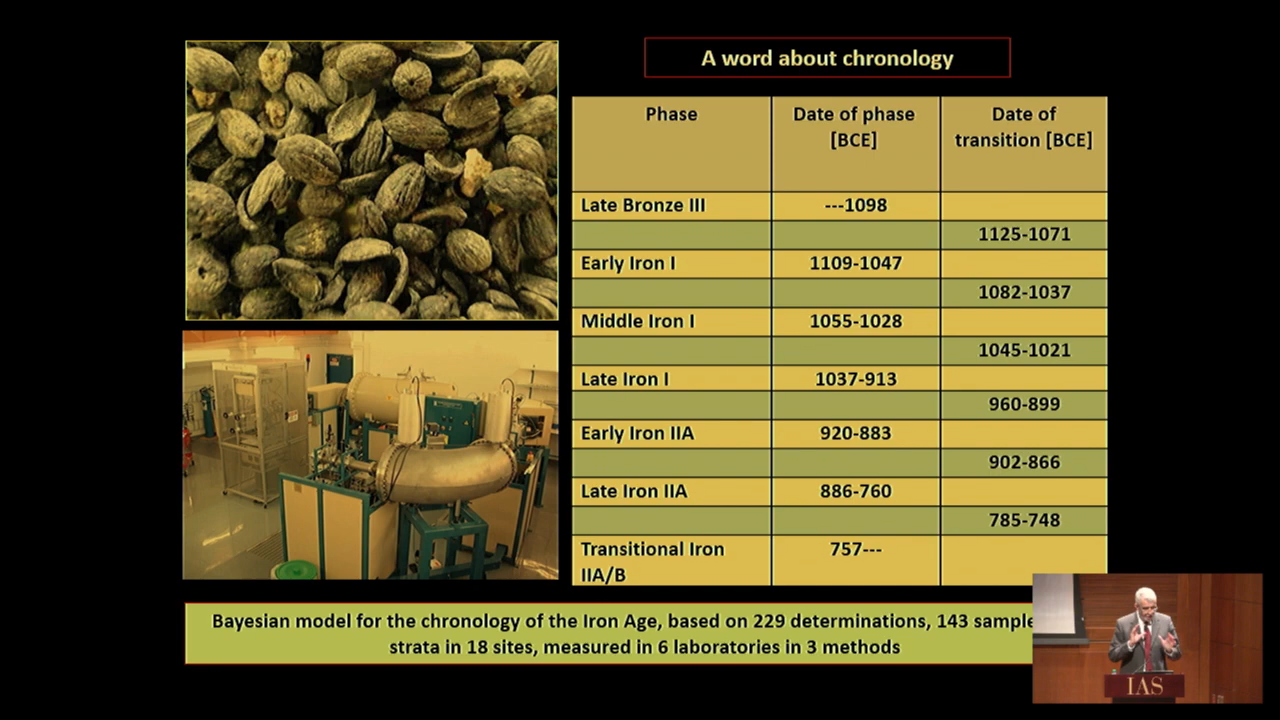 A word about chronology
Phase Date of phase [BCE] Date of transition [BCE]
Late Bronze III ---1098
1125-1071
Early Iron I 1109-1047
1082-1037
Middle Iron I 1055-1028
1045-1021
Late Iron I 1037-913
960-899
Early Iron IIA 920-883
902-866
Late Iron IIA 886-760
785-748
Transitional Iron IIA/B 757---
Bayesian model for the chronology of the Iron Age, based on 229 determinations, 143 sample
strata in 18 sites, measured in 6 laboratories in 3 methods
IAS